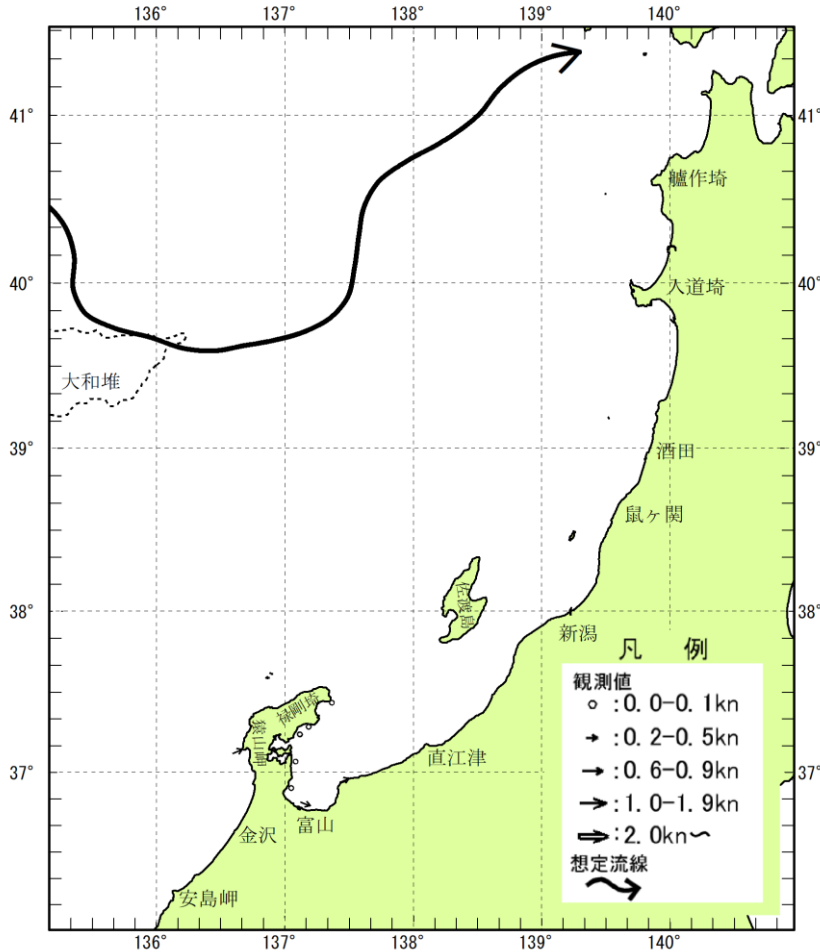 136° 137° 138° 139° 140°
41°
41°
艫作埼
40°
入道埼
40°
大和堆
39°
酒田
39°
鼠ヶ関
佐渡島
38°
新潟
38°
凡 例
観測値
:0.0-0.1kn
:0.2-0.5kn
:0.6-0.9kn
:1.0-1.9kn
:2.0kn~
想定流線
禄剛埼
猿山岬
37°
直江津
37°
富山
金沢
安島岬
136° 137° 138° 139° 140°